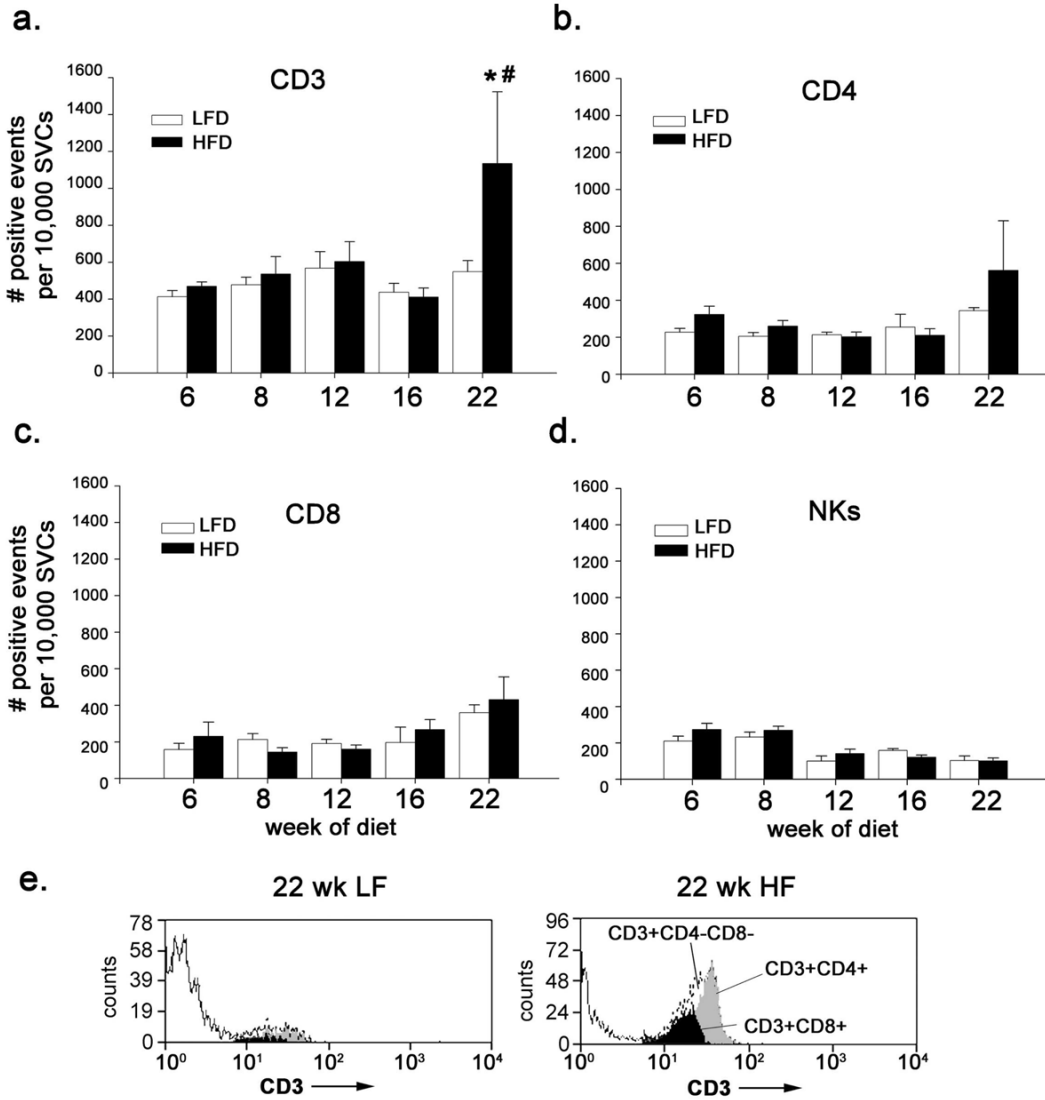 a.
CD3
*#
LFD
HFD
# positive events
per 10,000 SVCs
1600
1400
1200
1000
800
600
400
200
0
6 8 12 16 22
b.
CD4
LFD
HFD
1600
1400
1200
1000
800
600
400
200
0
6 8 12 16 22
c.
CD8
LFD
HFD
# positive events
per 10,000 SVCs
1600
1400
1200
1000
800
600
400
200
0
6 8 12 16 22
week of diet
d.
NKs
LFD
HFD
1600
1400
1200
1000
800
600
400
200
0
6 8 12 16 22
week of diet
e.
22 wk LF
counts
78
58
39
19
0
10⁰ 10¹ 10² 10³ 10⁴
CD3
22 wk HF
counts
96
72
48
24
0
CD3+CD4-CD8-
CD3+CD4+
CD3+CD8+
10⁰ 10¹ 10² 10³ 10⁴
CD3